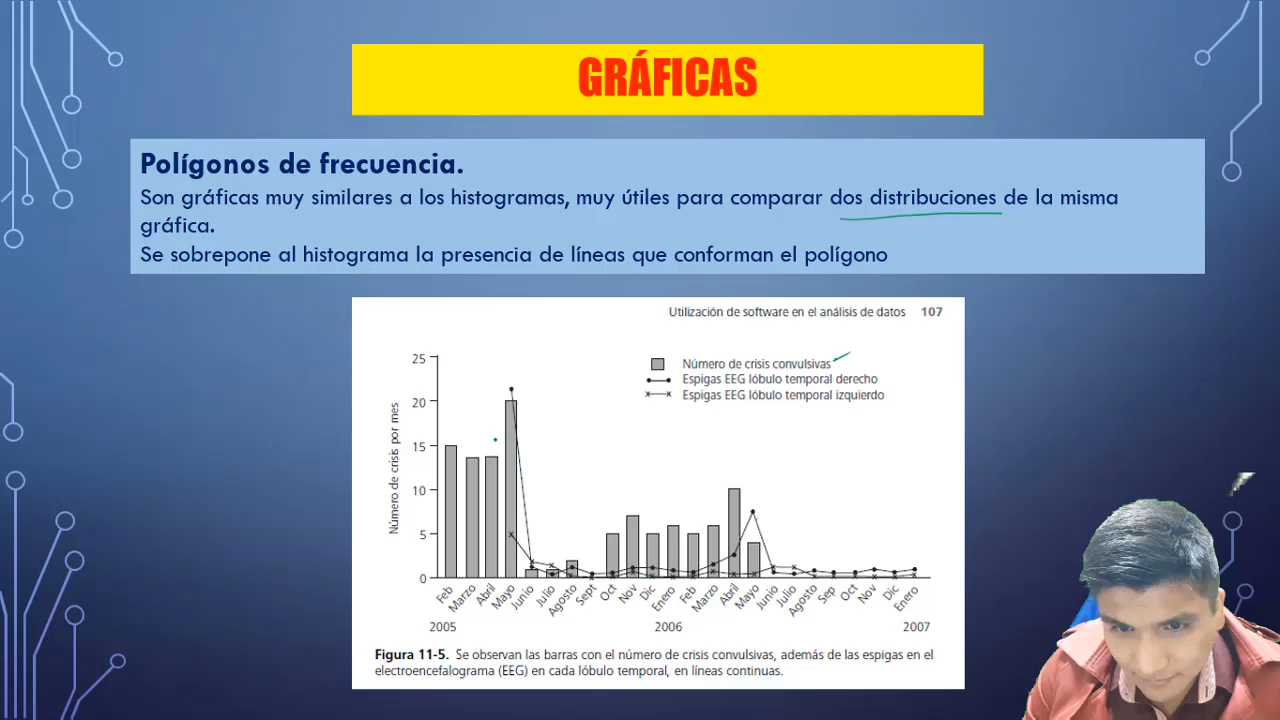 GRÁFICAS
Polígonos de frecuencia.
Son gráficas muy similares a los histogramas, muy útiles para comparar dos distribuciones de la misma
gráfica.
Se sobrepone al histograma la presencia de líneas que conforman el polígono
Utilización de software en el análisis de datos 107
Número de crisis convulsivas
Espigas EEG lóbulo temporal derecho
Espigas EEG lóbulo temporal izquierdo
Número de crisis por mes
25
20
15
10
5
0
Feb Marzo Abril Mayo Junio Julio Agosto Sept Oct Nov Dic Enero Feb Marzo Abril Mayo Junio Julio Agosto Sep Oct Nov Dic Enero
2005 2006 2007
Figura 11-5. Se observan las barras con el número de crisis convulsivas, además de las espigas en el
electroencefalograma (EEG) en cada lóbulo temporal, en líneas continuas.